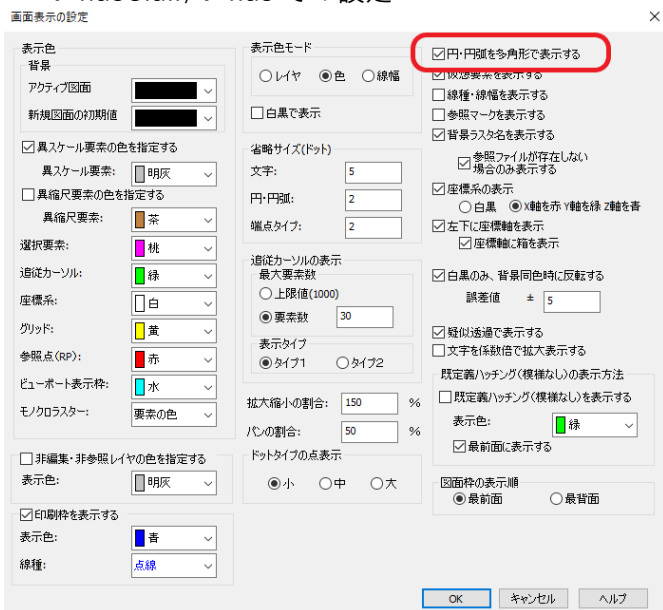 画面表示の設定
表示色
背景
アクティブ図面
新規図面の初期値
異スケール要素の色を指定する
異スケール要素: 明灰
異縮尺要素の色を指定する
異縮尺要素: 茶
選択要素: 桃
追従カーソル: 緑
座標系: 白
グリッド: 黄
参照点(RP): 赤
ビューポート表示枠: 水
モノクロラスター: 要素の色
非編集・非参照レイヤの色を指定する
表示色: 明灰
印刷枠を表示する
表示色: 青
線種: 点線
表示色モード
レイヤ 色 線幅
白黒で表示
省略サイズ(ドット)
文字: 5
円・円弧: 2
端点タイプ: 2
追従カーソルの表示
最大要素数
上限値(1000)
要素数 30
表示タイプ
タイプ1 タイプ2
拡大縮小の割合: 150 %
パンの割合: 50 %
ドットタイプの点表示
小 中 大
円・円弧を多角形で表示する
仮想要素を表示する
線種・線幅を表示する
参照マークを表示する
背景ラスタ名を表示する
参照ファイルが存在しない
場合のみ表示する
座標系の表示
白黒 X軸を赤 Y軸を緑 Z軸を青
左下に座標軸を表示
座標軸に箱を表示
白黒のみ、背景同色時に反転する
誤差値 ± 5
疑似透過で表示する
文字を係数倍で拡大表示する
既定義ハッチング(模様なし)の表示方法
既定義ハッチング(模様なし)を表示する
表示色: 緑
最前面に表示する
図面枠の表示順
最前面 最背面
OK キャンセル ヘルプ